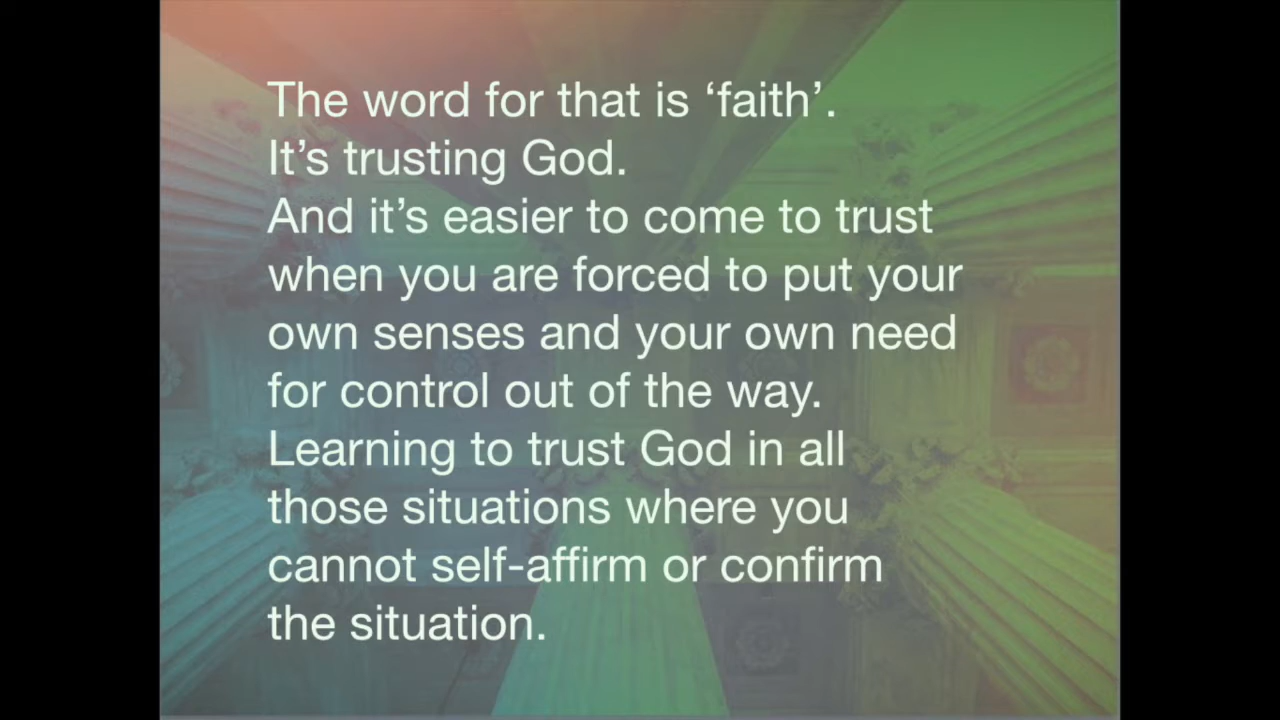 The word for that is ‘faith’.
It’s trusting God.
And it’s easier to come to trust
when you are forced to put your
own senses and your own need
for control out of the way.
Learning to trust God in all
those situations where you
cannot self-affirm or confirm
the situation.